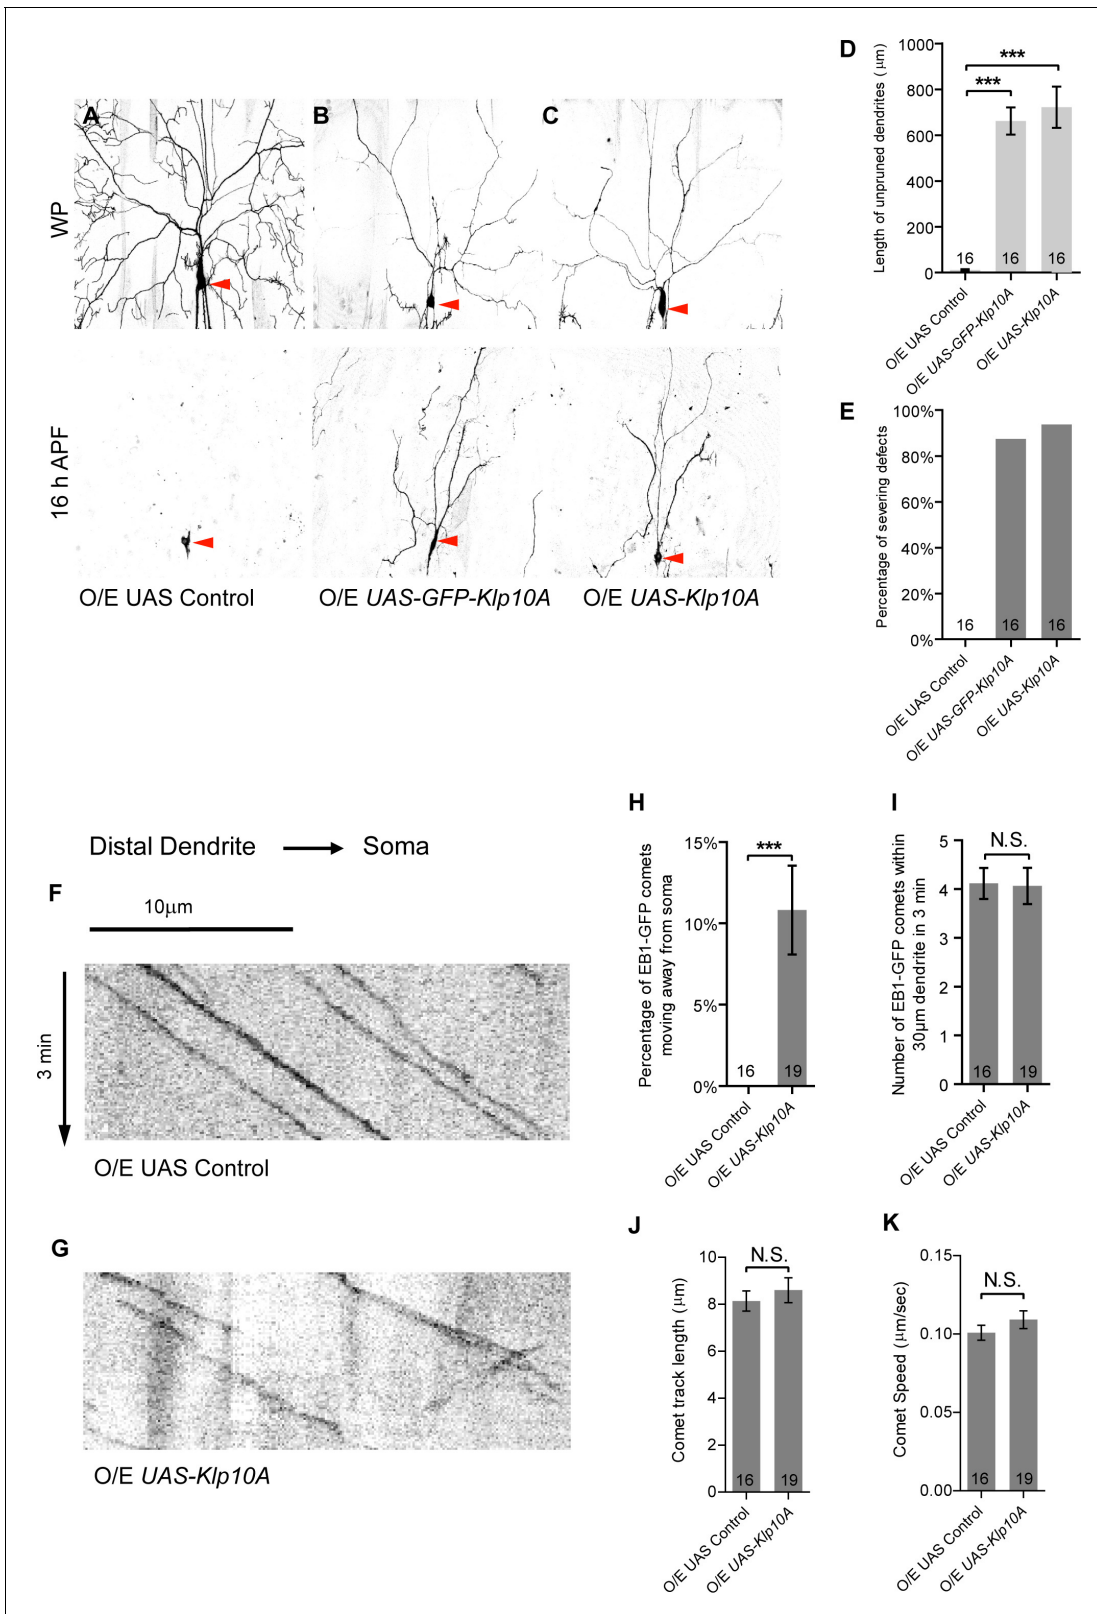 A
B
C
WP
16 h APF
O/E UAS Control
O/E UAS-GFP-Klp10A
O/E UAS-Klp10A
D
Length of unpruned dendrites (μm)
1000
800
600
400
200
0
***
***
16
16
16
O/E UAS Control
O/E UAS-GFP-Klp10A
O/E UAS-Klp10A
E
Percentage of severing defects
100%
80%
60%
40%
20%
0%
16
16
16
O/E UAS Control
O/E UAS-GFP-Klp10A
O/E UAS-Klp10A
Distal Dendrite
Soma
F
10μm
3 min
O/E UAS Control
G
O/E UAS-Klp10A
H
Percentage of EB1-GFP comets
moving away from soma
15%
10%
5%
0%
***
16
19
O/E UAS Control
O/E UAS-Klp10A
I
Number of EB1-GFP comets within
30μm dendrite in 3 min
5
4
3
2
1
0
N.S.
16
19
O/E UAS Control
O/E UAS-Klp10A
J
Comet track length (μm)
10
8
6
4
2
0
N.S.
16
19
O/E UAS Control
O/E UAS-Klp10A
K
Comet Speed (μm/sec)
0.15
0.10
0.05
0.00
N.S.
16
19
O/E UAS Control
O/E UAS-Klp10A